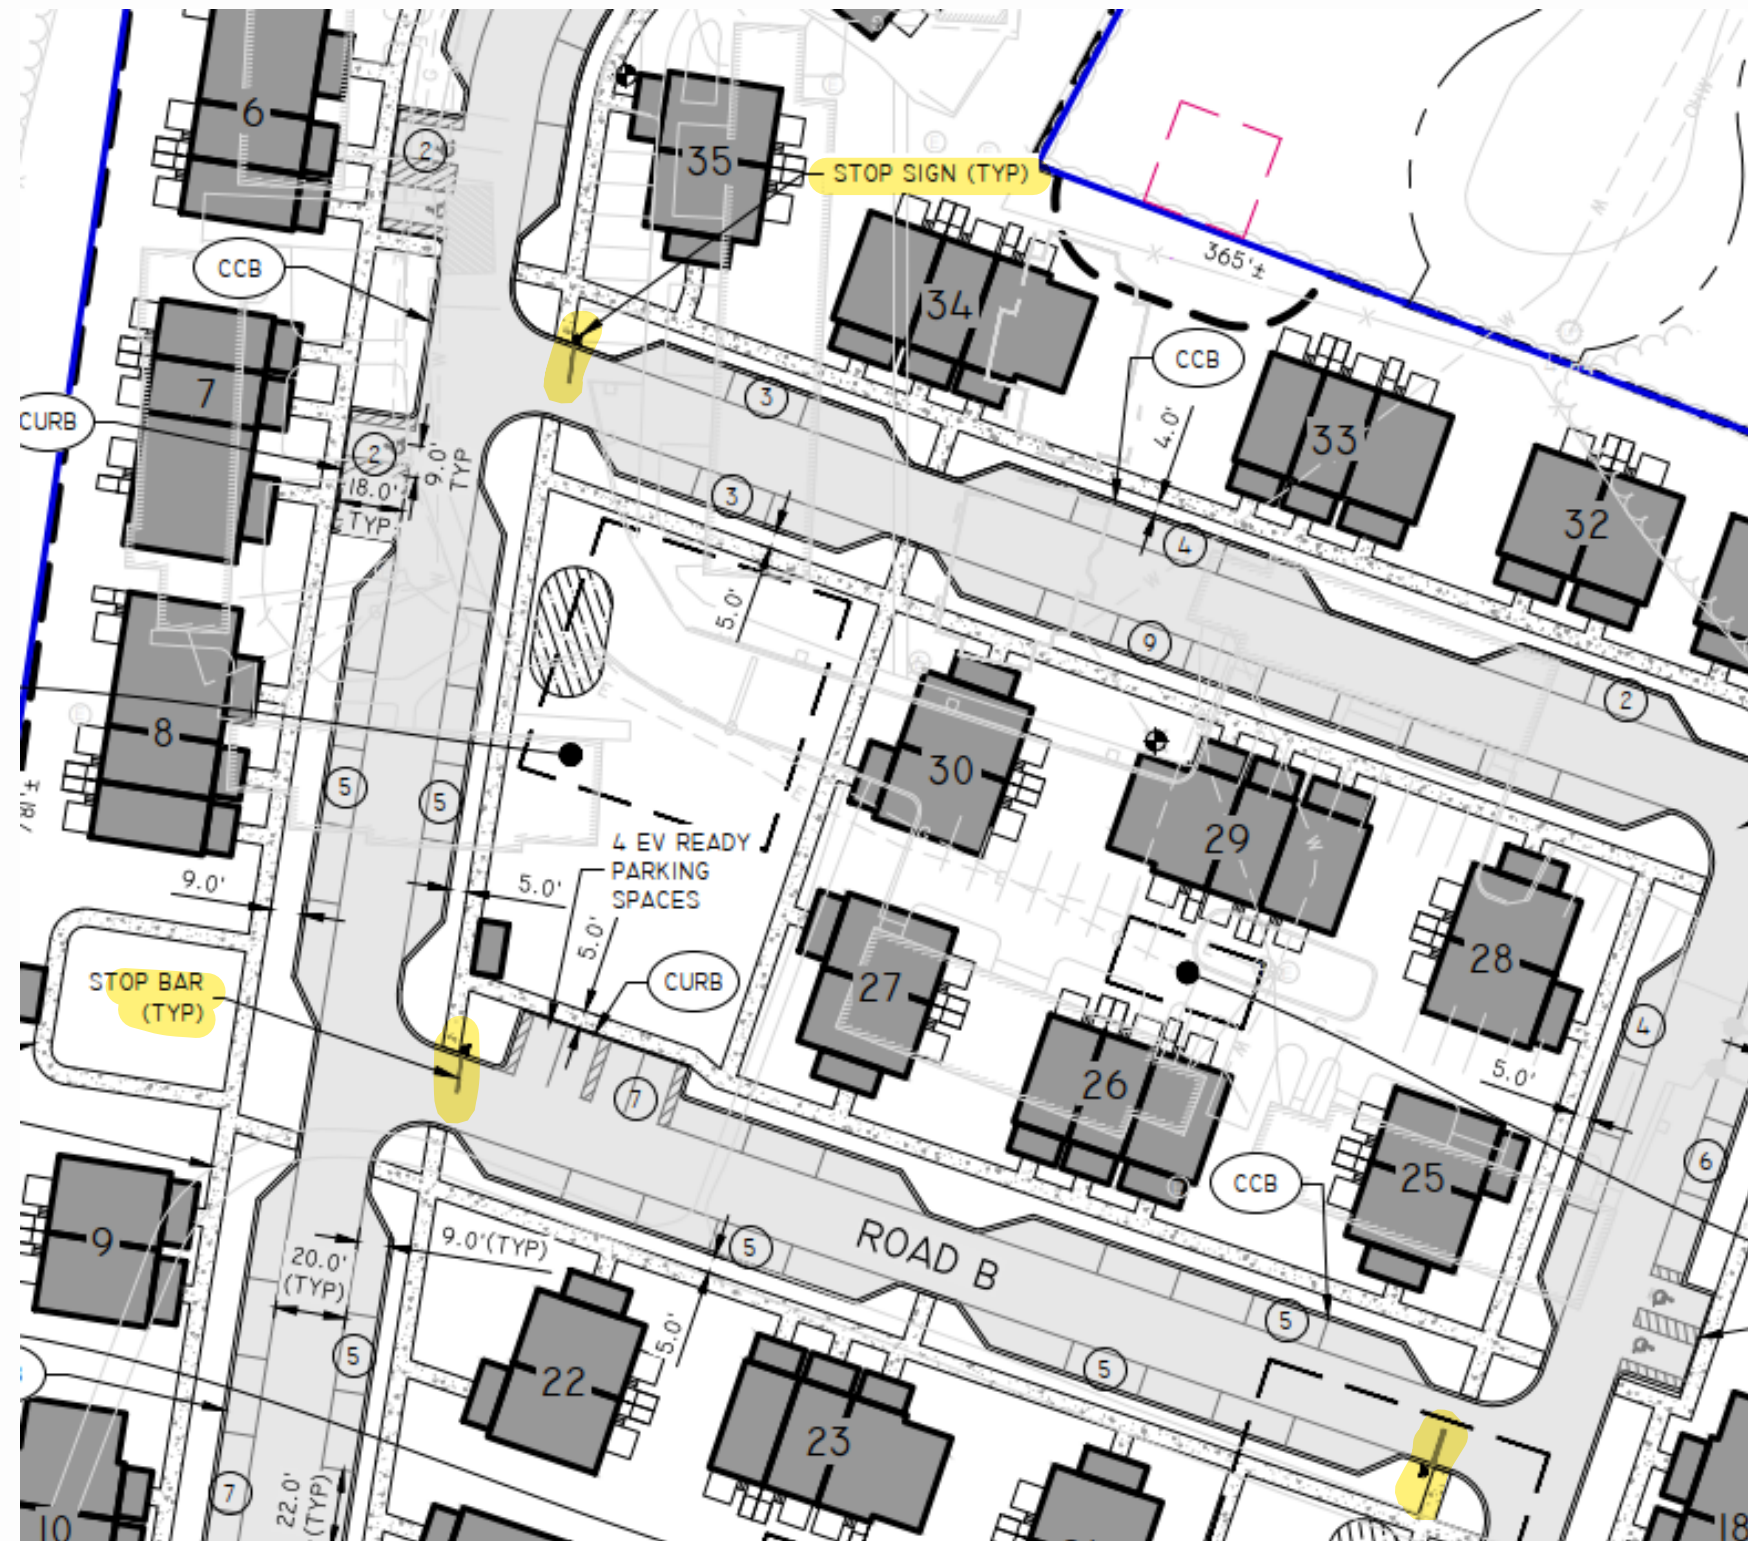 6
2
35
STOP SIGN (TYP)
CCB
34
365'±
CCB
7
3
4.0'
33
CURB
2
9.0'
TYP
18.0'
TYP
3
32
4
5.0'
9
2
8
30
5
5
29
4 EV READY
PARKING
SPACES
9.0'
5.0'
5.0'
28
STOP BAR
(TYP)
CURB
27
4
7
26
5.0'
6
25
CCB
9
20.0'
(TYP)
9.0'(TYP)
5
ROAD B
5
5.0'
5
5
22
23
7
22.0'
(TYP)
10
18
W
W
OHW
W
W
E
E
E
E
G